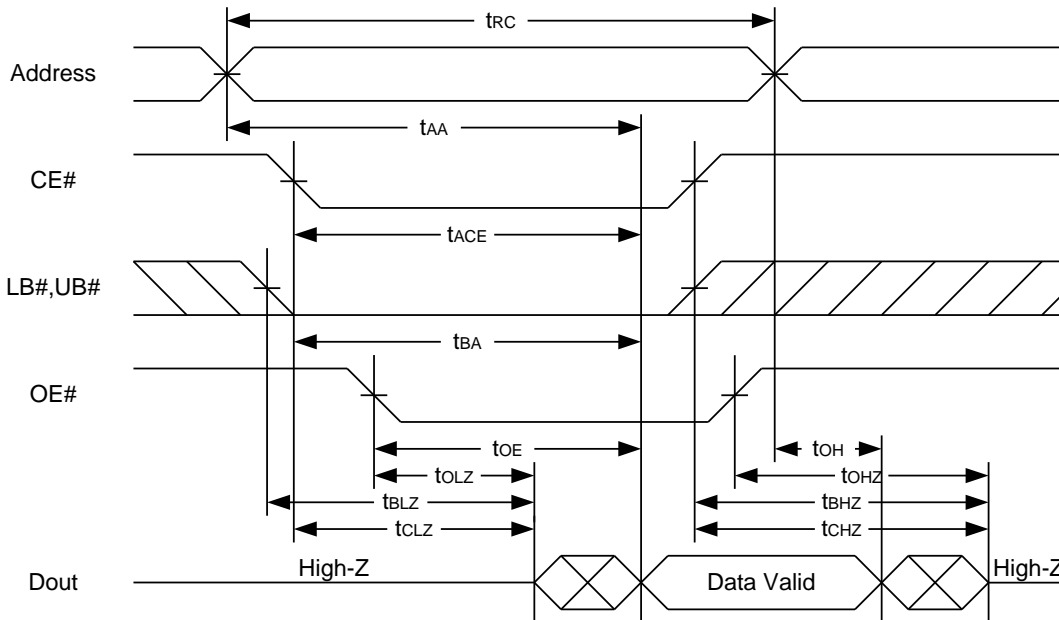 tRC
Address
tAA
CE#
tACE
LB#,UB#
tBA
OE#
tOE
tOH
tOLZ
tOHZ
tBLZ
tBHZ
tCLZ
tCHZ
Dout
High-Z
Data Valid
High-Z